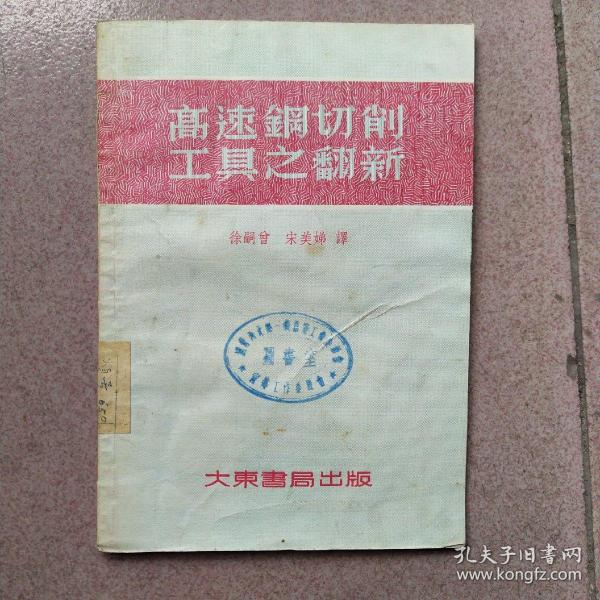 高速鋼切削
工具之翻新
徐嗣曾 宋美娣 譯
圖書室
大東書局出版
孔夫子旧书网
www.kongfz.com